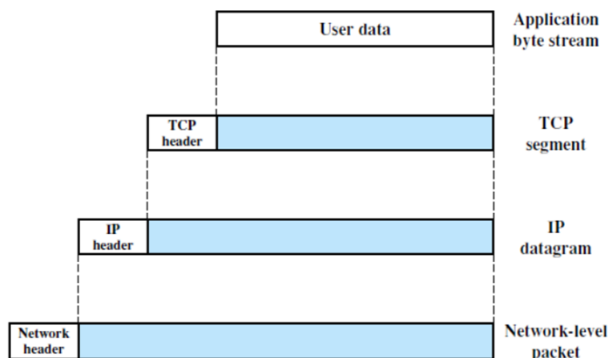 User data
Application
byte stream
TCP
header
TCP
segment
IP
header
IP
datagram
Network
header
Network-level
packet